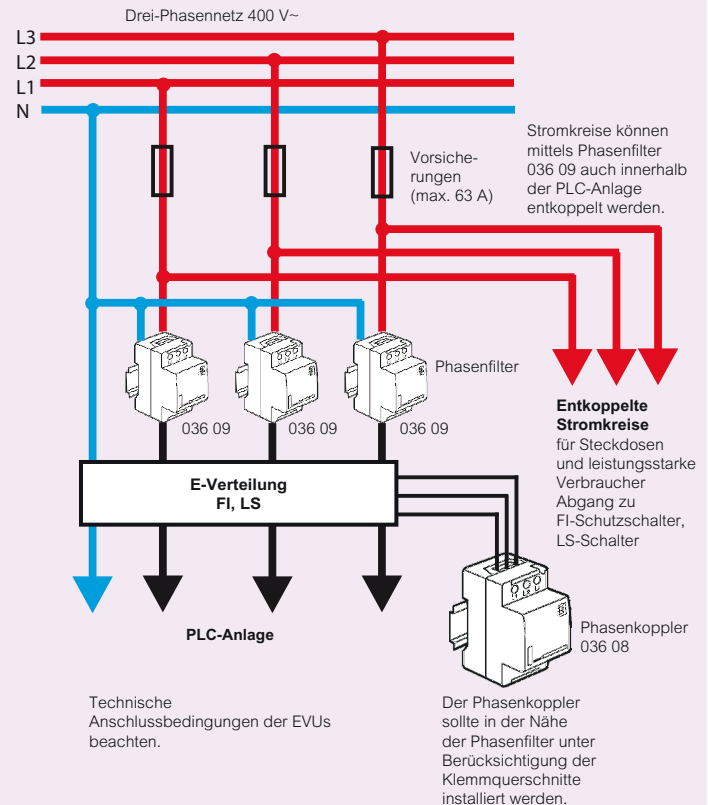 Drei-Phasennetz 400 V~
L3
L2
L1
N
Vorsiche-
rungen
(max. 63 A)
Stromkreise können
mittels Phasenfilter
036 09 auch innerhalb
der PLC-Anlage
entkoppelt werden.
Phasenfilter
036 09
036 09
036 09
Entkoppelte
Stromkreise
für Steckdosen
und leistungsstarke
Verbraucher
Abgang zu
FI-Schutzschalter,
LS-Schalter
E-Verteilung
FI, LS
PLC-Anlage
Phasenkoppler
036 08
Technische
Anschlussbedingungen der EVUs
beachten.
Der Phasenkoppler
sollte in der Nähe
der Phasenfilter unter
Berücksichtigung der
Klemmquerschnitte
installiert werden.